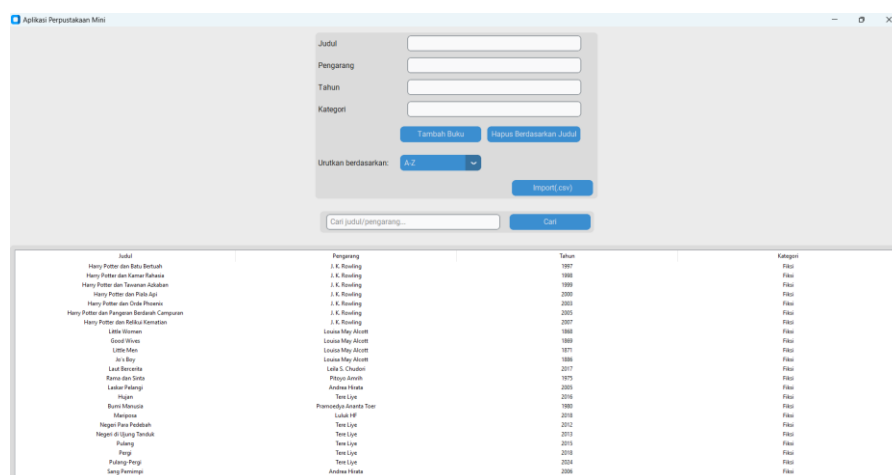 Aplikasi Perpustakaan Mini
Judul
Pengarang
Tahun
Kategori
Tambah Buku Hapus Berdasarkan Judul
Urutkan berdasarkan: A-Z
Import(.csv)
Cari judul/pengarang... Cari
Judul Pengarang Tahun Kategori
Harry Potter dan Batu Bertuah J. K. Rowling 1997 Fiksi
Harry Potter dan Kamar Rahasia J. K. Rowling 1998 Fiksi
Harry Potter dan Tawanan Azkaban J. K. Rowling 1999 Fiksi
Harry Potter dan Piala Api J. K. Rowling 2000 Fiksi
Harry Potter dan Orde Phoenix J. K. Rowling 2003 Fiksi
Harry Potter dan Pangeran Berdarah Campuran J. K. Rowling 2005 Fiksi
Harry Potter dan Relikui Kematian J. K. Rowling 2007 Fiksi
Little Women Louisa May Alcott 1868 Fiksi
Good Wives Louisa May Alcott 1869 Fiksi
Little Men Louisa May Alcott 1871 Fiksi
Jo's Boy Louisa May Alcott 1886 Fiksi
Laut Bercerita Leila S. Chudori 2017 Fiksi
Rama dan Sinta Pitoyo Amrih 1975 Fiksi
Laskar Pelangi Andrea Hirata 2005 Fiksi
Hujan Tere Liye 2016 Fiksi
Bumi Manusia Pramoedya Ananta Toer 1980 Fiksi
Mariposa Luluk HF 2018 Fiksi
Negeri Para Pedebah Tere Liye 2012 Fiksi
Negeri di Ujung Tanduk Tere Liye 2013 Fiksi
Pulang Tere Liye 2015 Fiksi
Pergi Tere Liye 2018 Fiksi
Pulang-Pergi Tere Liye 2024 Fiksi
Sang Pemimpi Andrea Hirata 2006 Fiksi